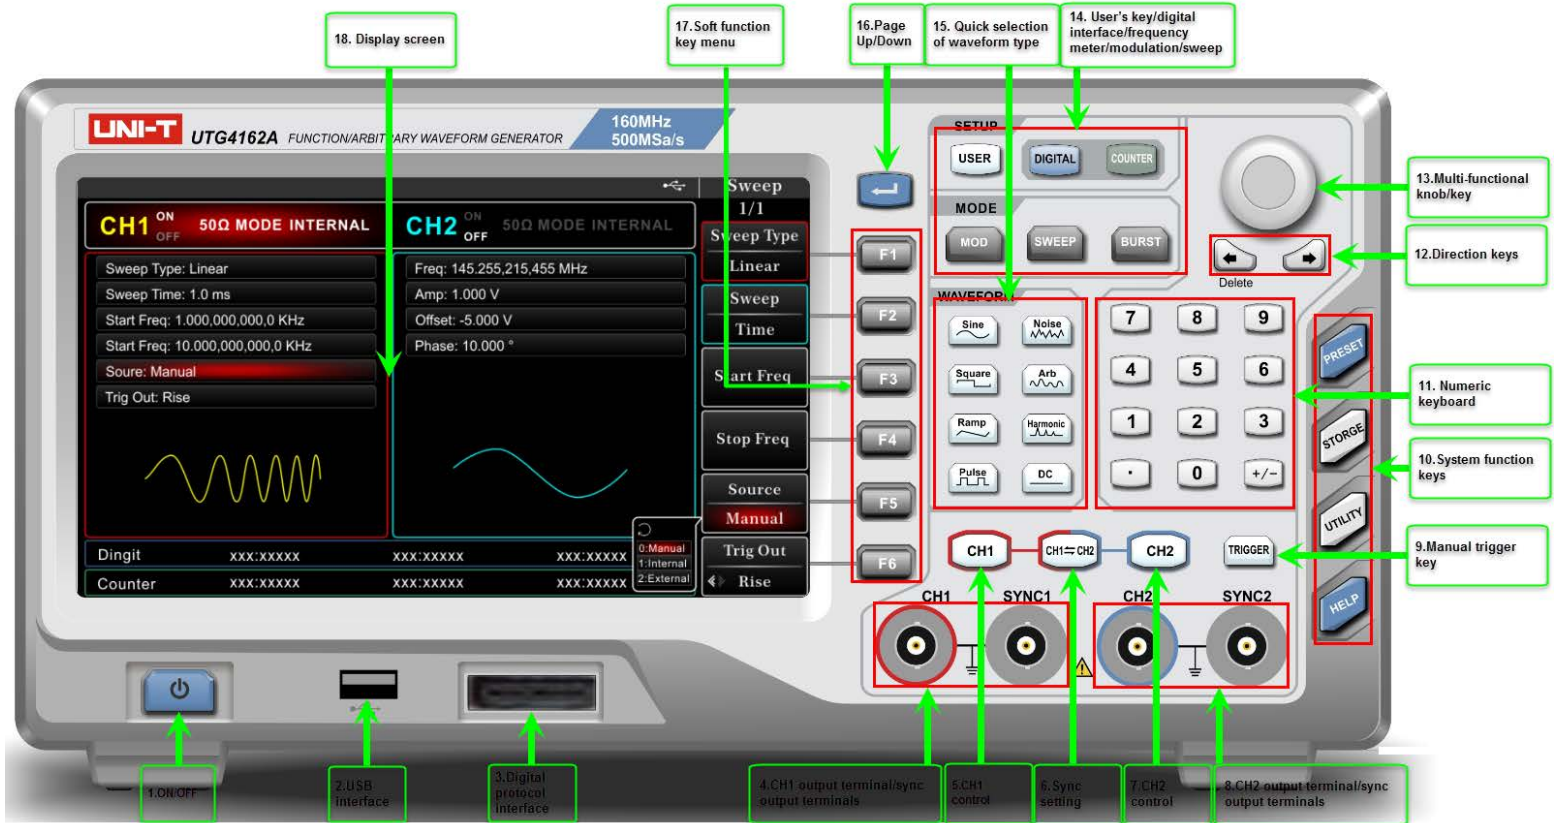 18. Display screen
17.Soft function
key menu
16.Page
Up/Down
15. Quick selection
of waveform type
14. User's key/digital
interface/frequency
meter/modulation/sweep
UNI-T
UTG4162A FUNCTION/ARBITRARY WAVEFORM GENERATOR
160MHz
500MSa/s
Sweep
1/1
CH1 ON
OFF
50Ω MODE INTERNAL
CH2 ON
OFF
50Ω MODE INTERNAL
Sweep Type: Linear
Sweep Time: 1.0 ms
Start Freq: 1.000,000,000,0 KHz
Start Freq: 10.000,000,000,0 KHz
Soure: Manual
Trig Out: Rise
Freq: 145.255,215,455 MHz
Amp: 1.000 V
Offset: -5.000 V
Phase: 10.000 °
Sweep Type
Linear
Sweep
Time
Start Freq
Stop Freq
Source
Manual
Trig Out
Rise
0:Manual
1:Internal
2:External
Dingit xxx:xxxxx xxx:xxxxx xxx:xxxxx
Counter xxx:xxxxx xxx:xxxxx xxx:xxxxx
F1
F2
F3
F4
F5
F6
SETUP
USER
DIGITAL
COUNTER
MODE
MOD
SWEEP
BURST
WAVEFORM
Sine
Noise
Square
Arb
Ramp
Harmonic
Pulse
DC
Delete
7 8 9
4 5 6
1 2 3
. 0 +/-
PRESET
STORGE
UTILITY
HELP
CH1
CH1⇋CH2
CH2
TRIGGER
CH1
SYNC1
CH2
SYNC2
13.Multi-functional
knob/key
12.Direction keys
11. Numeric
keyboard
10.System function
keys
9.Manual trigger
key
1.ON/OFF
2.USB
interface
3.Digital
protocol
interface
4.CH1 output terminal/sync
output terminals
5.CH1
control
6.Sync
setting
7.CH2
control
8.CH2 output terminal/sync
output terminals